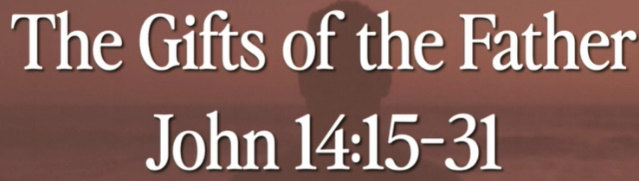 The Gifts of the Father
John 14:15-31